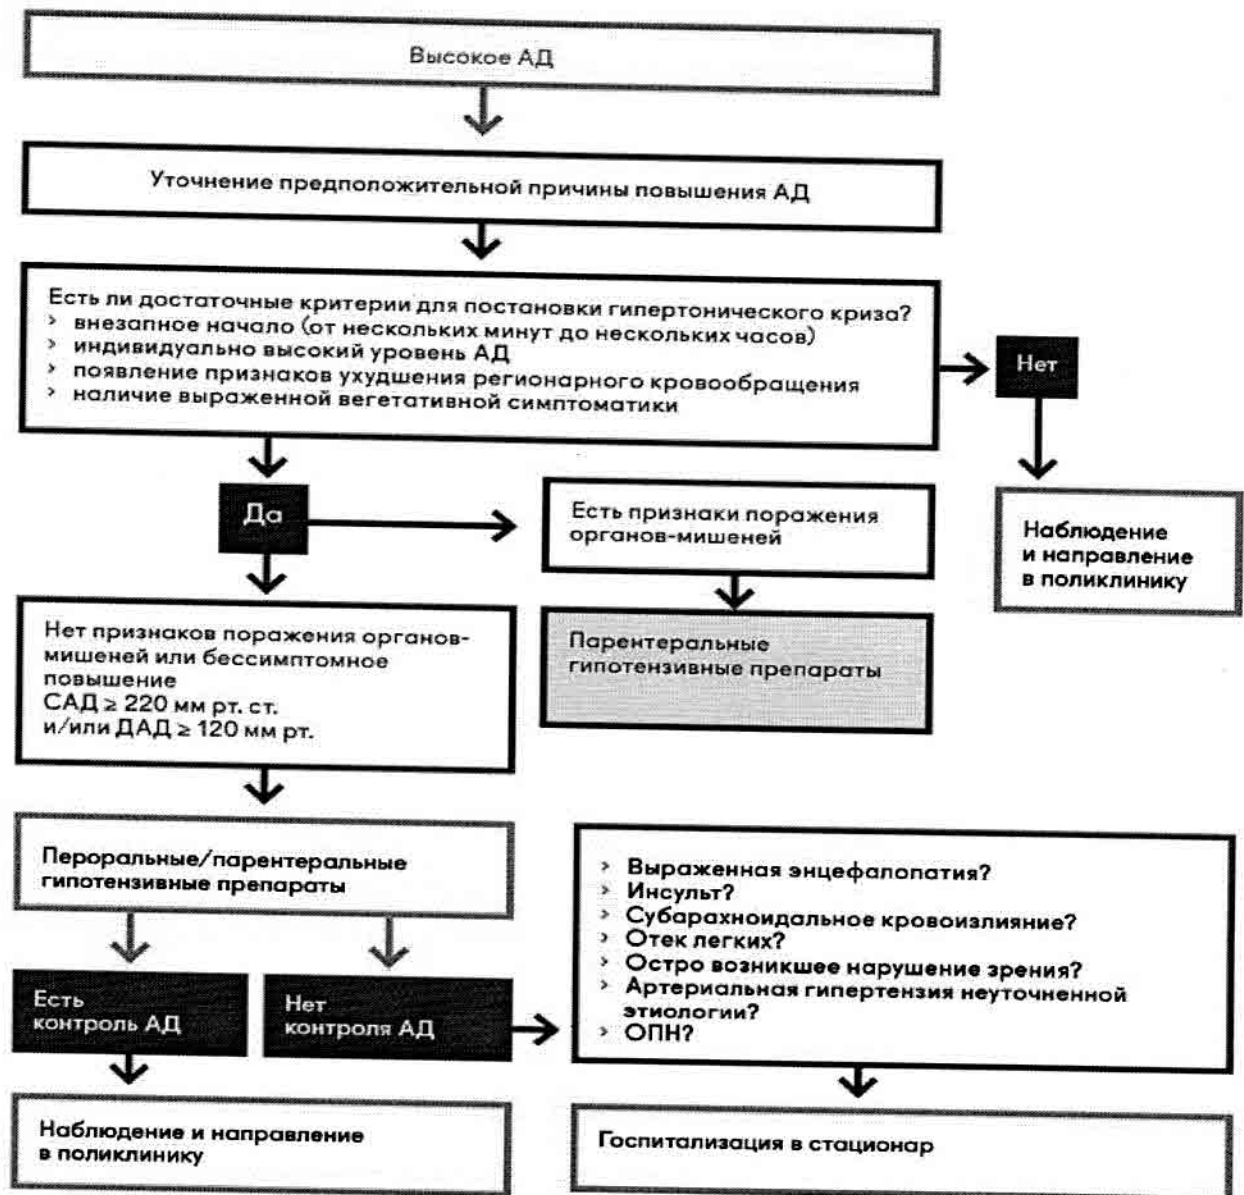 Высокое АД
Уточнение предположительной причины повышения АД
Есть ли достаточные критерии для постановки гипертонического криза?
> внезапное начало (от нескольких минут до нескольких часов)
> индивидуально высокий уровень АД
> появление признаков ухудшения регионарного кровообращения
> наличие выраженной вегетативной симптоматики
Нет
Да
Есть признаки поражения
органов-мишеней
Наблюдение
и направление
в поликлинику
Нет признаков поражения органов-
мишеней или бессимптомное
повышение
САД ≥ 220 мм рт. ст.
и/или ДАД ≥ 120 мм рт.
Парентеральные
гипотензивные препараты
Пероральные/парентеральные
гипотензивные препараты
> Выраженная энцефалопатия?
> Инсульт?
> Субарахноидальное кровоизлияние?
> Отек легких?
> Остро возникшее нарушение зрения?
> Артериальная гипертензия неуточненной
этиологии?
> ОПН?
Есть
контроль АД
Нет
контроля АД
Наблюдение и направление
в поликлинику
Госпитализация в стационар